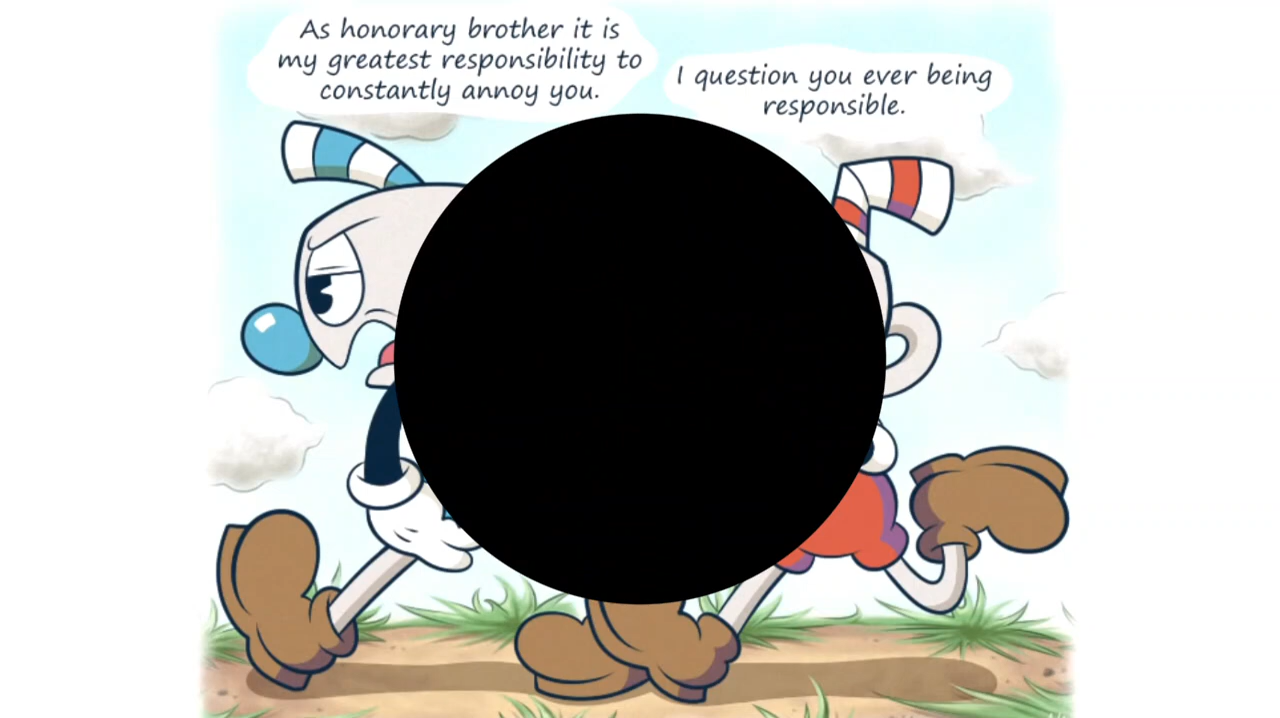 As honorary brother it is
my greatest responsibility to
constantly annoy you.
I question you ever being
responsible.